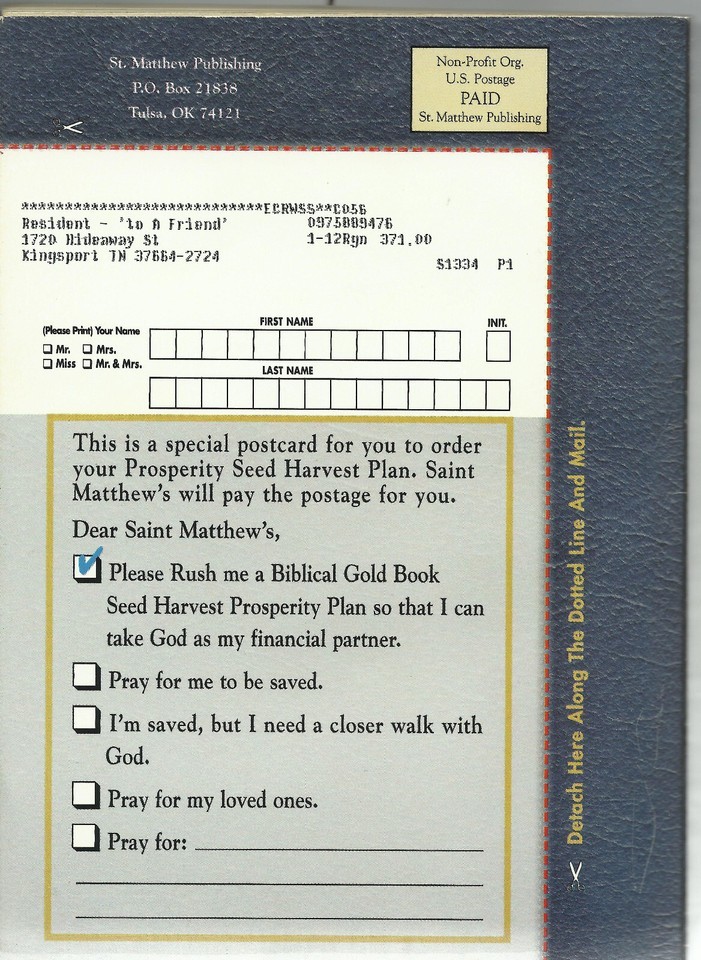 St. Matthew Publishing
P.O. Box 21838
Tulsa, OK 74121
Non-Profit Org.
U.S. Postage
PAID
St. Matthew Publishing
****************************ECRWSS**C056
Resident - 'to A Friend' 0975889476
1720 Hideaway St 1-12Rgn 371.00
Kingsport TN 37664-2724
S1334 P1
(Please Print) Your Name
FIRST NAME
INIT.
☐ Mr. ☐ Mrs.
☐ Miss ☐ Mr. & Mrs.
LAST NAME
This is a special postcard for you to order
your Prosperity Seed Harvest Plan. Saint
Matthew's will pay the postage for you.
Dear Saint Matthew's,
Please Rush me a Biblical Gold Book
Seed Harvest Prosperity Plan so that I can
take God as my financial partner.
Pray for me to be saved.
I'm saved, but I need a closer walk with
God.
Pray for my loved ones.
Pray for:
Detach Here Along The Dotted Line And Mail.